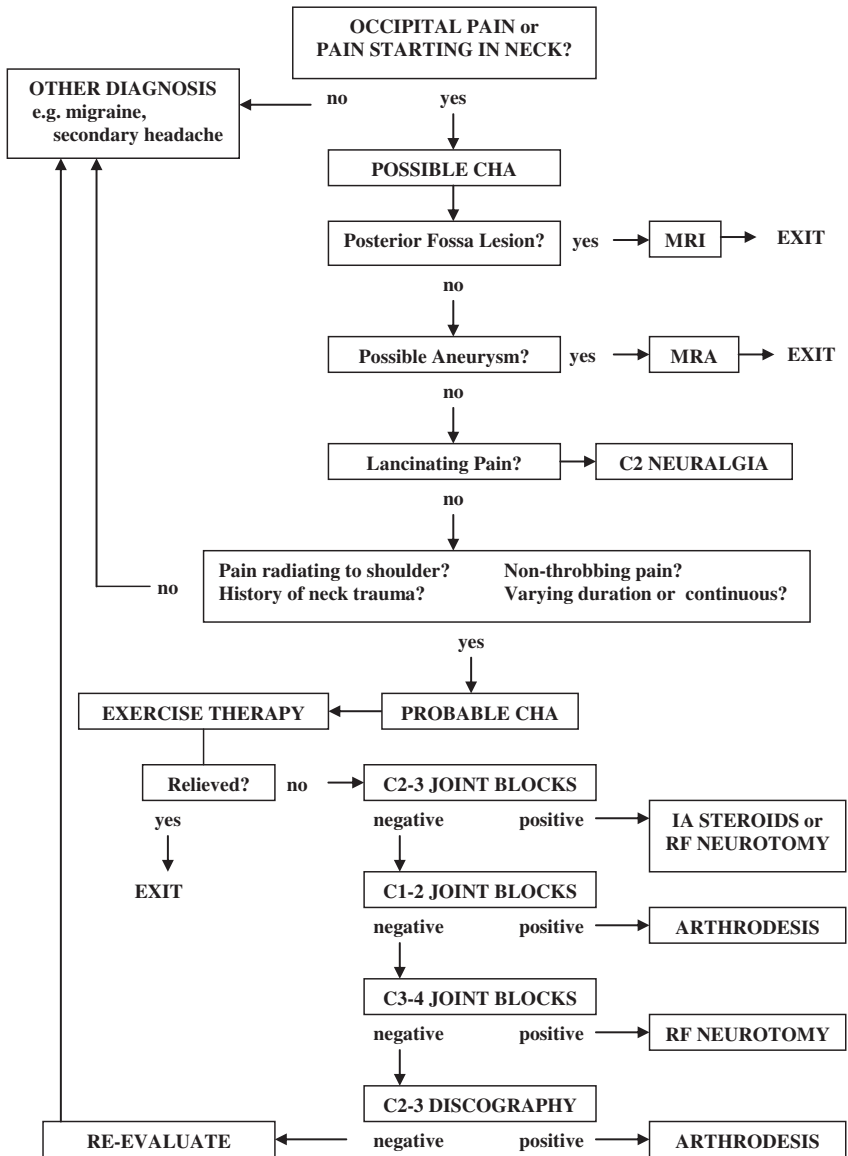 OCCIPITAL PAIN or
PAIN STARTING IN NECK?
OTHER DIAGNOSIS
e.g. migraine,
secondary headache
no
yes
POSSIBLE CHA
Posterior Fossa Lesion?
yes
MRI
EXIT
no
Possible Aneurysm?
yes
MRA
EXIT
no
Lancinating Pain?
C2 NEURALGIA
no
Pain radiating to shoulder? Non-throbbing pain?
History of neck trauma? Varying duration or continuous?
no
yes
EXERCISE THERAPY
PROBABLE CHA
Relieved?
no
C2-3 JOINT BLOCKS
yes
negative
positive
IA STEROIDS or
RF NEUROTOMY
EXIT
C1-2 JOINT BLOCKS
negative
positive
ARTHRODESIS
C3-4 JOINT BLOCKS
negative
positive
RF NEUROTOMY
C2-3 DISCOGRAPHY
RE-EVALUATE
negative
positive
ARTHRODESIS